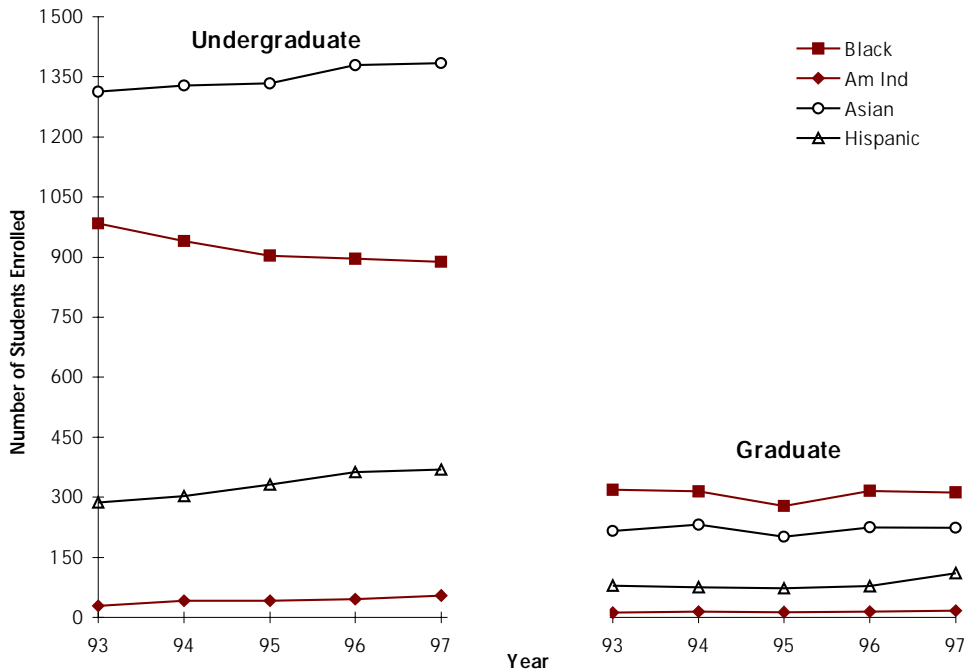 Undergraduate
Black
Am Ind
Asian
Hispanic
Number of Students Enrolled
1500
1350
1200
1050
900
750
600
450
300
150
0
93 94 95 96 97
Graduate
93 94 95 96 97
Year